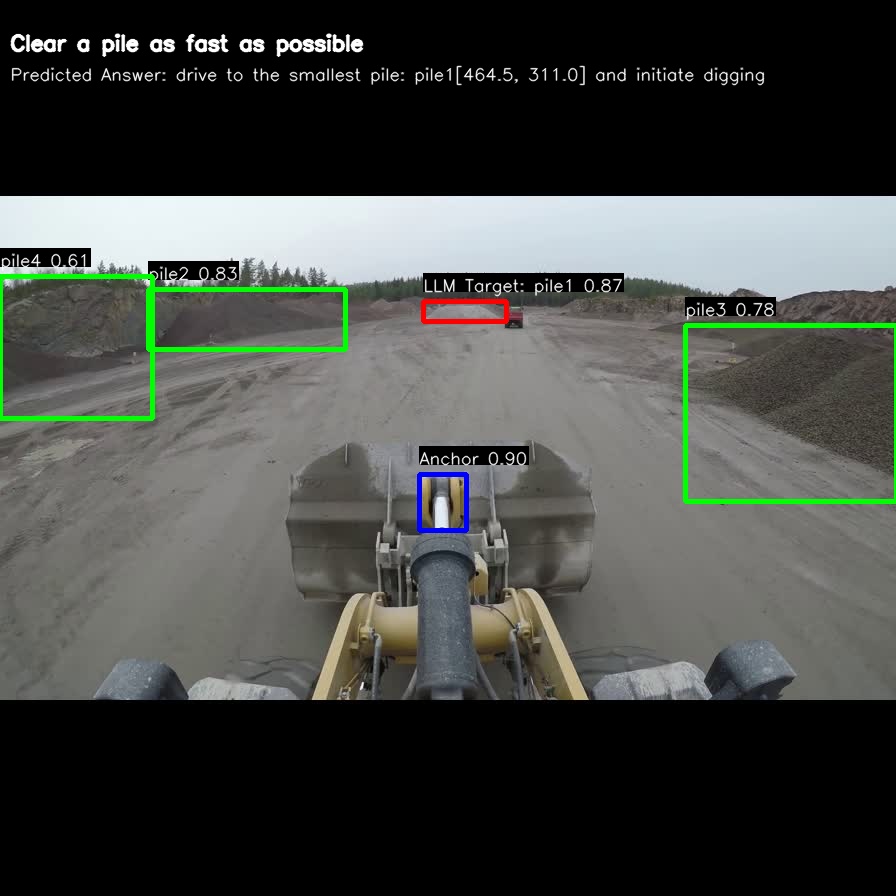 Clear a pile as fast as possible
Predicted Answer: drive to the smallest pile: pile1[464.5, 311.0] and initiate digging
pile4 0.61
pile2 0.83
LLM Target: pile1 0.87
pile3 0.78
Anchor 0.90